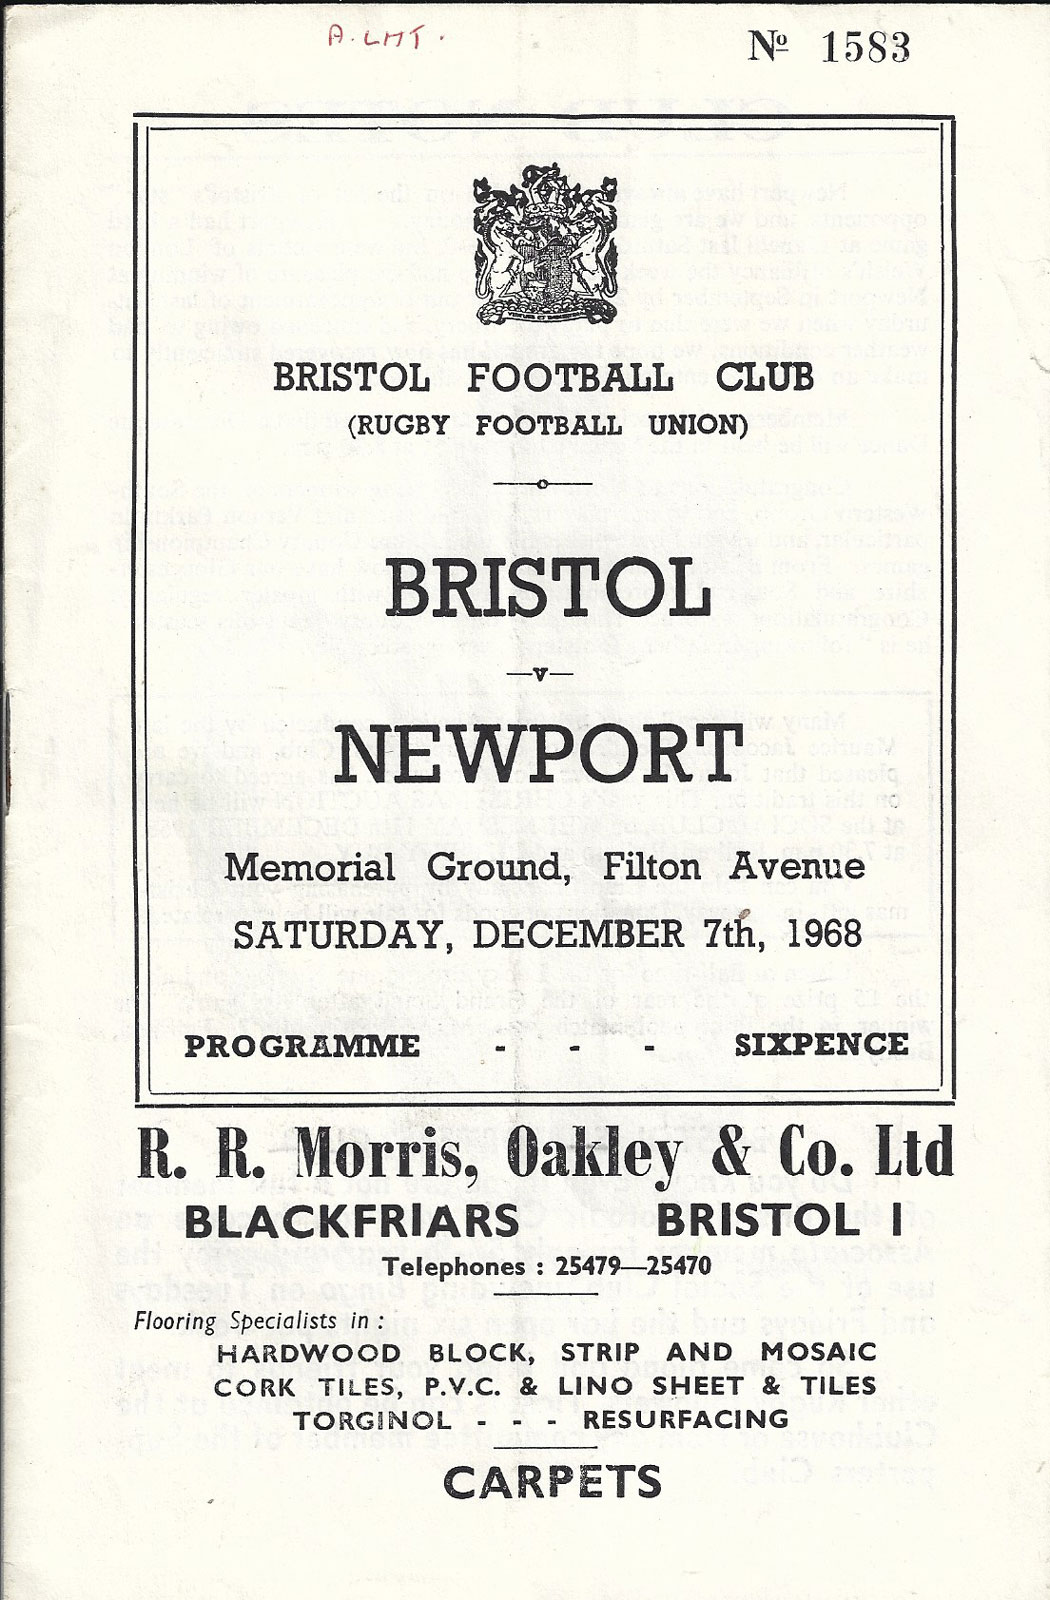 A. LMT.
Nº 1583
BRISTOL FOOTBALL CLUB
(RUGBY FOOTBALL UNION)
BRISTOL
—v—
NEWPORT
Memorial Ground, Filton Avenue
SATURDAY, DECEMBER 7th, 1968
PROGRAMME - - - SIXPENCE
R. R. Morris, Oakley & Co. Ltd
BLACKFRIARS BRISTOL 1
Telephones : 25479—25470
Flooring Specialists in :
HARDWOOD BLOCK, STRIP AND MOSAIC
CORK TILES, P.V.C. & LINO SHEET & TILES
TORGINOL - - - RESURFACING
CARPETS